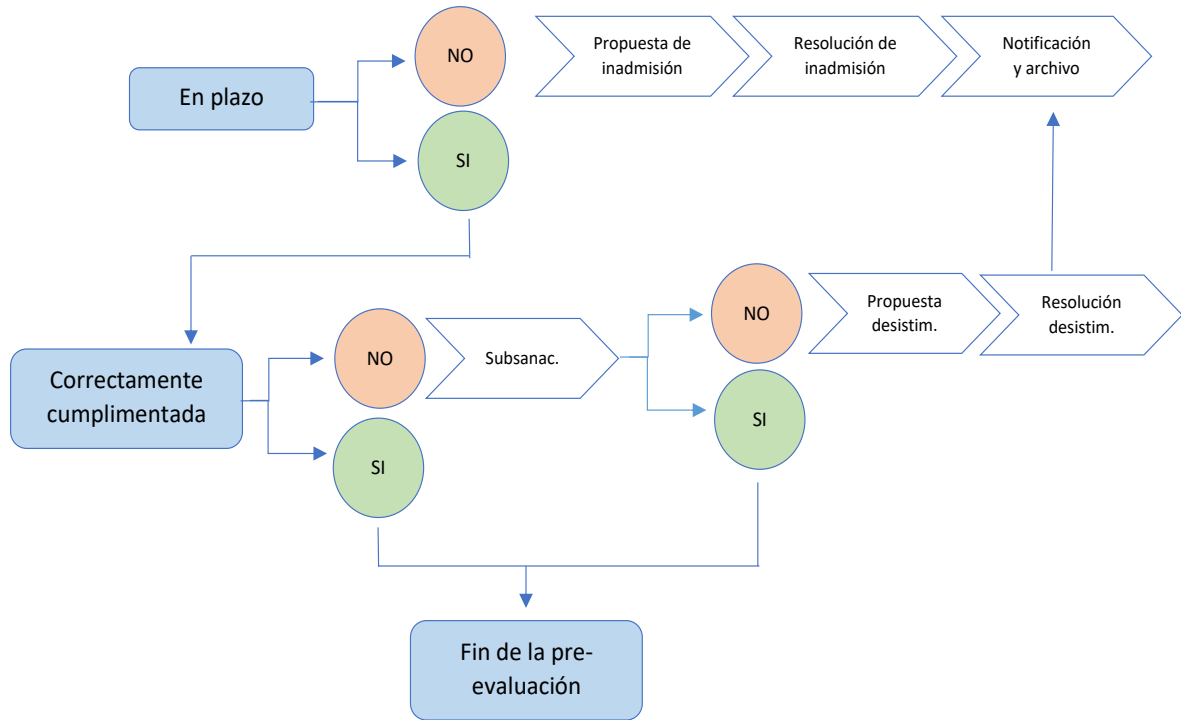 NO
Propuesta de
inadmisión
Resolución de
inadmisión
Notificación
y archivo
En plazo
SI
NO
Propuesta
desistim.
Resolución
desistim.
Correctamente
cumplimentada
NO
Subsanac.
SI
SI
Fin de la pre-
evaluación